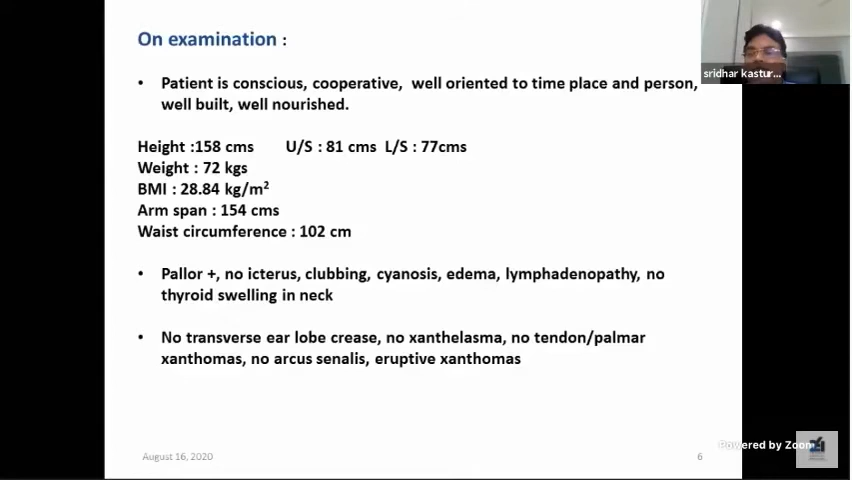 On examination :
• Patient is conscious, cooperative, well oriented to time place and person,
well built, well nourished.
Height :158 cms U/S : 81 cms L/S : 77cms
Weight : 72 kgs
BMI : 28.84 kg/m²
Arm span : 154 cms
Waist circumference : 102 cm
• Pallor +, no icterus, clubbing, cyanosis, edema, lymphadenopathy, no
thyroid swelling in neck
• No transverse ear lobe crease, no xanthelasma, no tendon/palmar
xanthomas, no arcus senalis, eruptive xanthomas
August 16, 2020
6
sridhar kastur...
Powered by Zoom